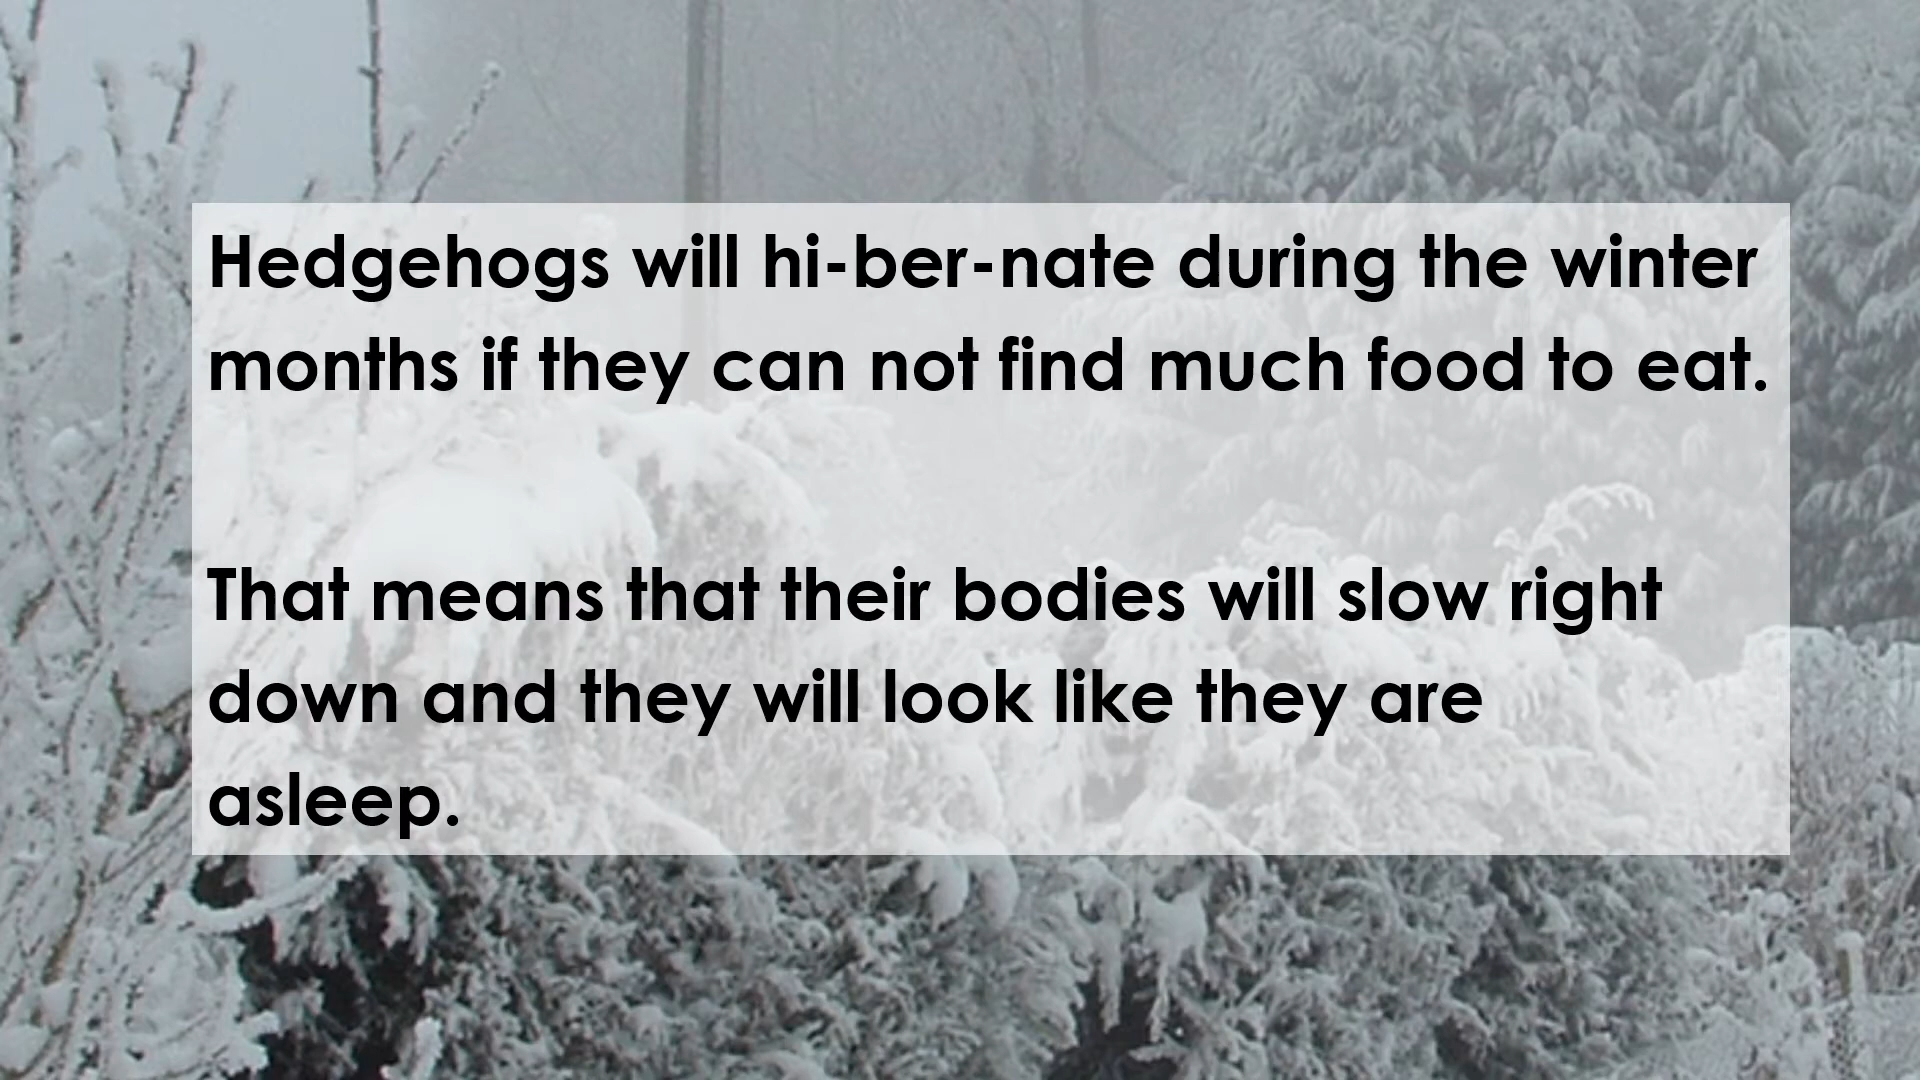 Hedgehogs will hi-ber-nate during the winter
months if they can not find much food to eat.
That means that their bodies will slow right
down and they will look like they are
asleep.